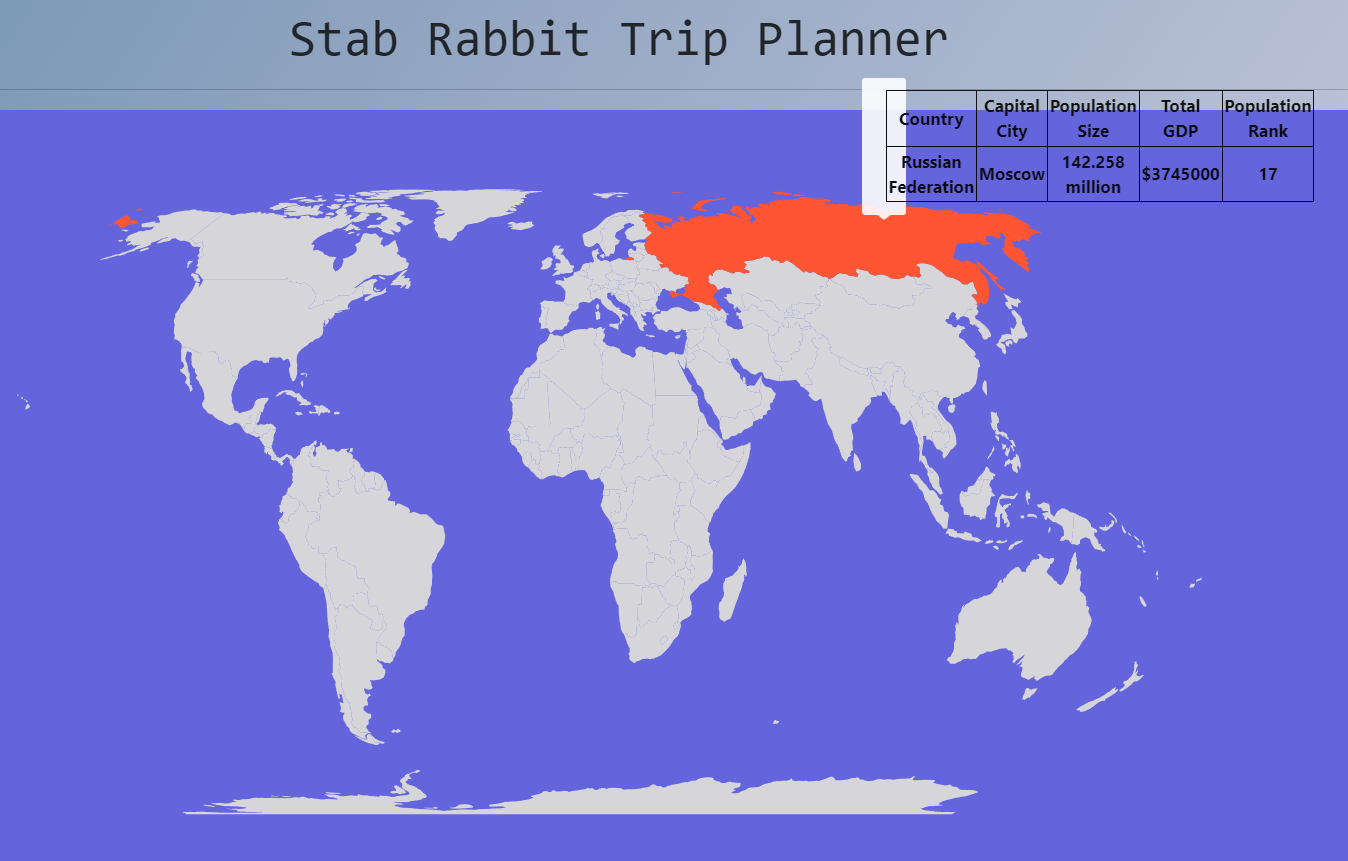 Stab Rabbit Trip Planner
Country Capital City Population Size Total GDP Population Rank
Russian Federation Moscow 142.258 million $3745000 17